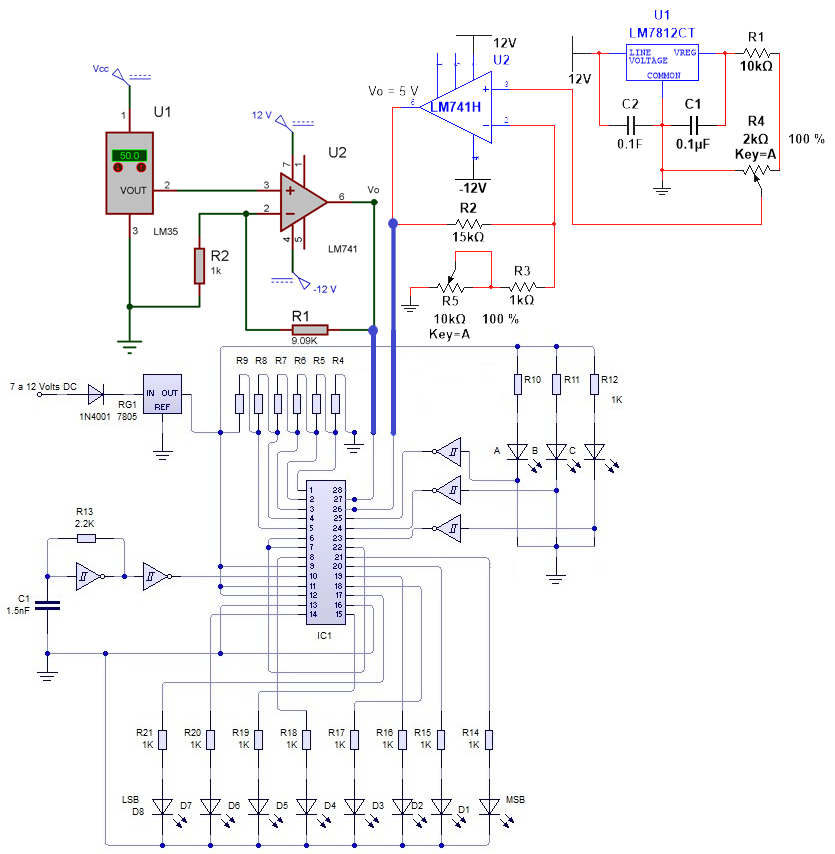 Vcc
1
U1
50.0
VOUT
2
3
LM35
R2
1k
12 V
U2
7
1
3
2
6
4
5
LM741
-12 V
Vo
R1
9.09K
12V
U2
Vo = 5 V
LM741H
6
3
2
4
-12V
R2
15kΩ
R3
1kΩ
R5
10kΩ
Key=A
100 %
U1
LM7812CT
LINE VREG
VOLTAGE
COMMON
12V
C2
0.1F
C1
0.1µF
R1
10kΩ
R4
2kΩ
Key=A
100 %
7 a 12 Volts DC
1N4001
RG1
7805
IN OUT
REF
R9 R8 R7 R6 R5 R4
R10 R11 R12
1K
A B C
R13
2.2K
C1
1.5nF
1 28
2 27
3 26
4 25
5 24
6 23
7 22
8 21
9 20
10 19
11 18
12 17
13 16
14 15
IC1
R21 R20 R19 R18 R17 R16 R15 R14
1K 1K 1K 1K 1K 1K 1K 1K
LSB MSB
D8 D7 D6 D5 D4 D3 D2 D1